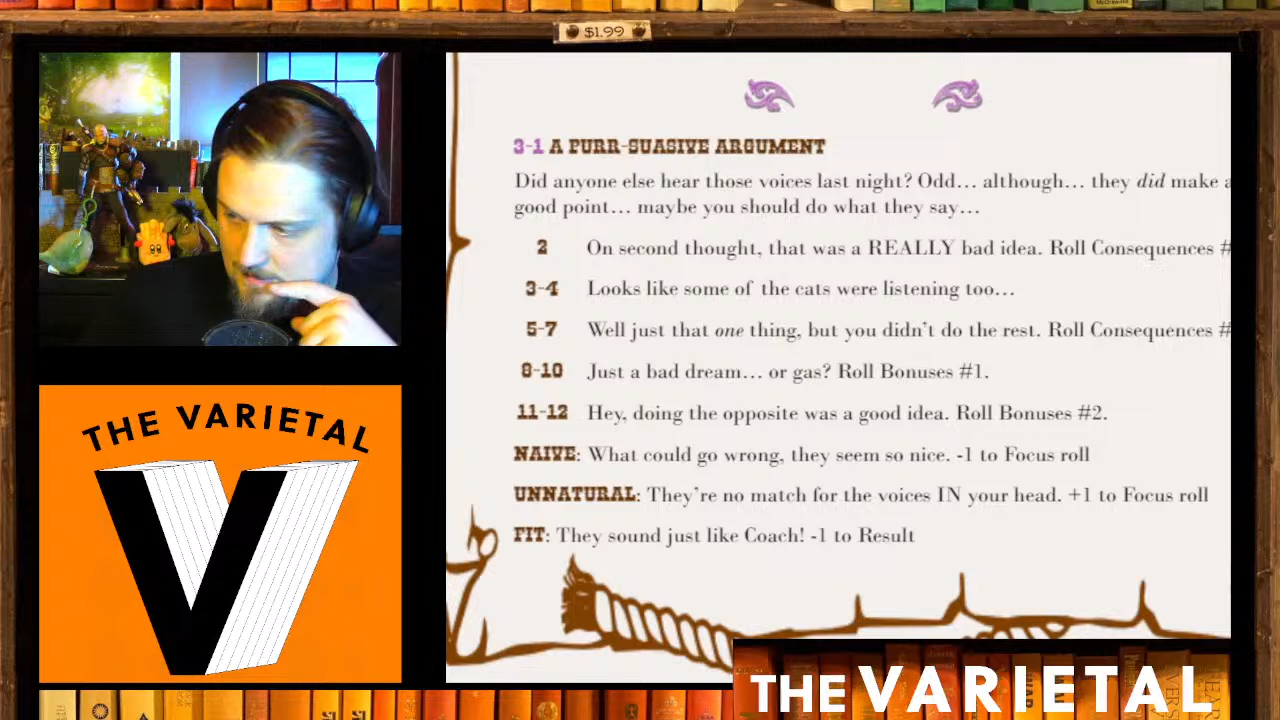 $1.99
3-1 A PURR-SUASIVE ARGUMENT
Did anyone else hear those voices last night? Odd… although… they did make a
good point… maybe you should do what they say…
2 On second thought, that was a REALLY bad idea. Roll Consequences #
3-4 Looks like some of the cats were listening too…
5-7 Well just that one thing, but you didn't do the rest. Roll Consequences #
8-10 Just a bad dream… or gas? Roll Bonuses #1.
11-12 Hey, doing the opposite was a good idea. Roll Bonuses #2.
NAIVE: What could go wrong, they seem so nice. -1 to Focus roll
UNNATURAL: They're no match for the voices IN your head. +1 to Focus roll
FIT: They sound just like Coach! -1 to Result
THE VARIETAL
V
THE VARIETAL